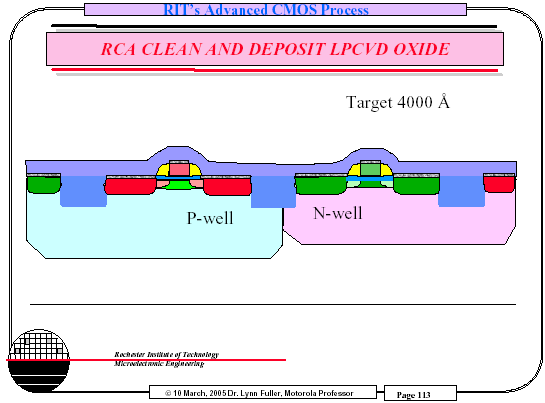 RIT's Advanced CMOS Process
RCA CLEAN AND DEPOSIT LPCVD OXIDE
Target 4000 Å
P-well
N-well
Rochester Institute of Technology
Microelectronic Engineering
© 10 March, 2005 Dr. Lynn Fuller, Motorola Professor
Page 113